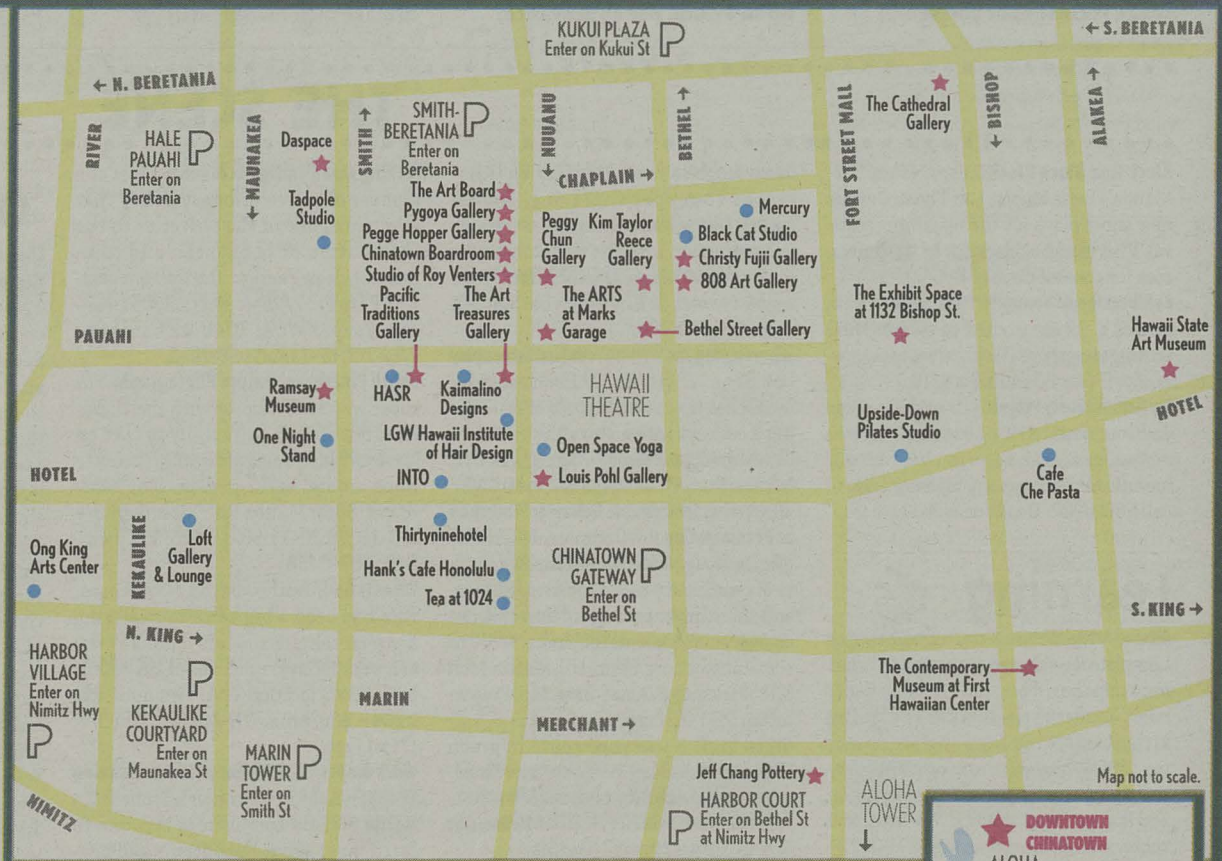 KUKUI PLAZA
Enter on Kukui St
P
← S. BERETANIA
← N. BERETANIA
RIVER
HALE
PAUAHI
Enter on
Beretania
P
MAUNAKEA
Daspace
Tadpole
Studio
SMITH
SMITH-
BERETANIA
Enter on
Beretania
P
NUUANU
CHAPLAIN →
BETHEL
FORT STREET MALL
The Cathedral
Gallery
BISHOP
ALAKEA
The Art Board
Pygoya Gallery
Pegge Hopper Gallery
Chinatown Boardroom
Studio of Roy Venters
Pacific
Traditions
Gallery
The Art
Treasures
Gallery
Peggy
Chun
Gallery
Kim Taylor
Reece
Gallery
The ARTS
at Marks
Garage
Mercury
Black Cat Studio
Christy Fujii Gallery
808 Art Gallery
Bethel Street Gallery
The Exhibit Space
at 1132 Bishop St.
Hawaii State
Art Museum
PAUAHI
Ramsay
Museum
One Night
Stand
HASR
Kaimalino
Designs
LGW Hawaii Institute
of Hair Design
INTO
HAWAII
THEATRE
Open Space Yoga
Louis Pohl Gallery
Upside-Down
Pilates Studio
HOTEL
Cafe
Che Pasta
HOTEL
Ong King
Arts Center
KEKAULIKE
Loft
Gallery
& Lounge
Thirtyninehotel
Hank's Cafe Honolulu
Tea at 1024
CHINATOWN
GATEWAY
Enter on
Bethel St
P
N. KING →
S. KING →
HARBOR
VILLAGE
Enter on
Nimitz Hwy
P
P
KEKAULIKE
COURTYARD
Enter on
Maunakea St
MARIN
MERCHANT →
The Contemporary
Museum at First
Hawaiian Center
MARIN
TOWER
Enter on
Smith St
P
NIMITZ
Jeff Chang Pottery
P
HARBOR COURT
Enter on Bethel St
at Nimitz Hwy
ALOHA
TOWER
↓
Map not to scale.
DOWNTOWN
CHINATOWN
ALOHA